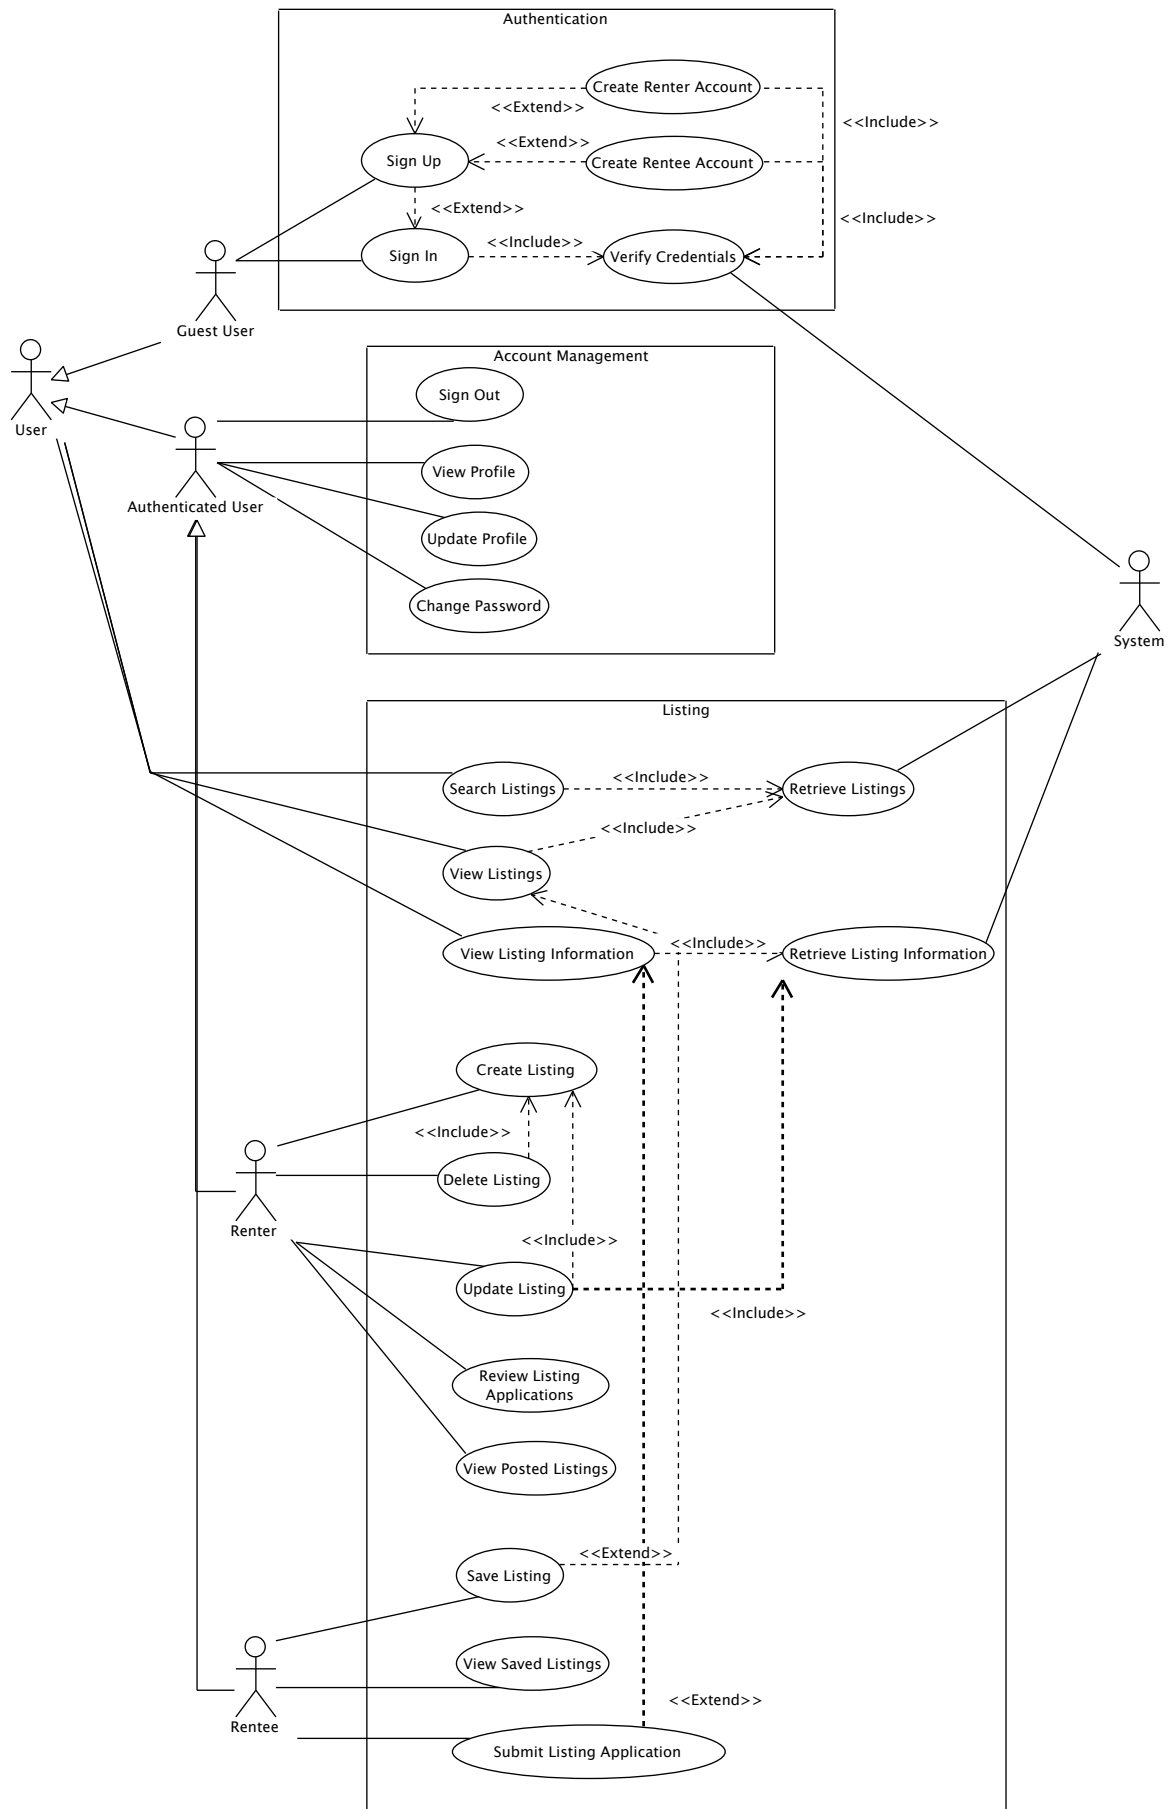 Authentication
Create Renter Account
<<Extend>>
<<Include>>
Sign Up
<<Extend>>
Create Rentee Account
<<Extend>>
<<Include>>
Sign In
<<Include>>
Verify Credentials
Guest User
User
Account Management
Sign Out
View Profile
Authenticated User
Update Profile
Change Password
System
Listing
Search Listings
<<Include>>
Retrieve Listings
<<Include>>
View Listings
View Listing Information
<<Include>>
Retrieve Listing Information
Create Listing
<<Include>>
Delete Listing
Renter
<<Include>>
Update Listing
<<Include>>
Review Listing
Applications
View Posted Listings
<<Extend>>
Save Listing
View Saved Listings
Rentee
<<Extend>>
Submit Listing Application